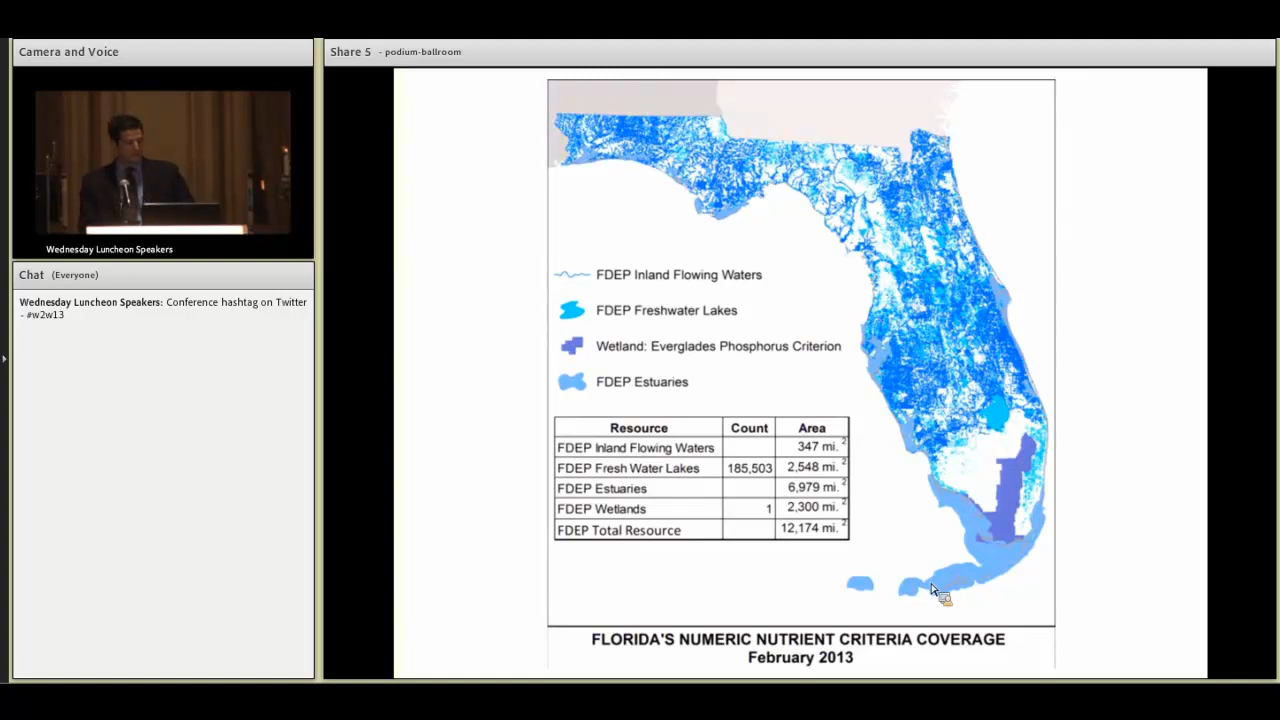 Camera and Voice
Wednesday Luncheon Speakers
Chat (Everyone)
Wednesday Luncheon Speakers: Conference hashtag on Twitter
- #w2w13
Share 5 - podium-ballroom
FDEP Inland Flowing Waters
FDEP Freshwater Lakes
Wetland: Everglades Phosphorus Criterion
FDEP Estuaries
Resource Count Area
FDEP Inland Flowing Waters 347 mi.²
FDEP Fresh Water Lakes 185,503 2,548 mi.²
FDEP Estuaries 6,979 mi.²
FDEP Wetlands 1 2,300 mi.²
FDEP Total Resource 12,174 mi.²
FLORIDA'S NUMERIC NUTRIENT CRITERIA COVERAGE
February 2013